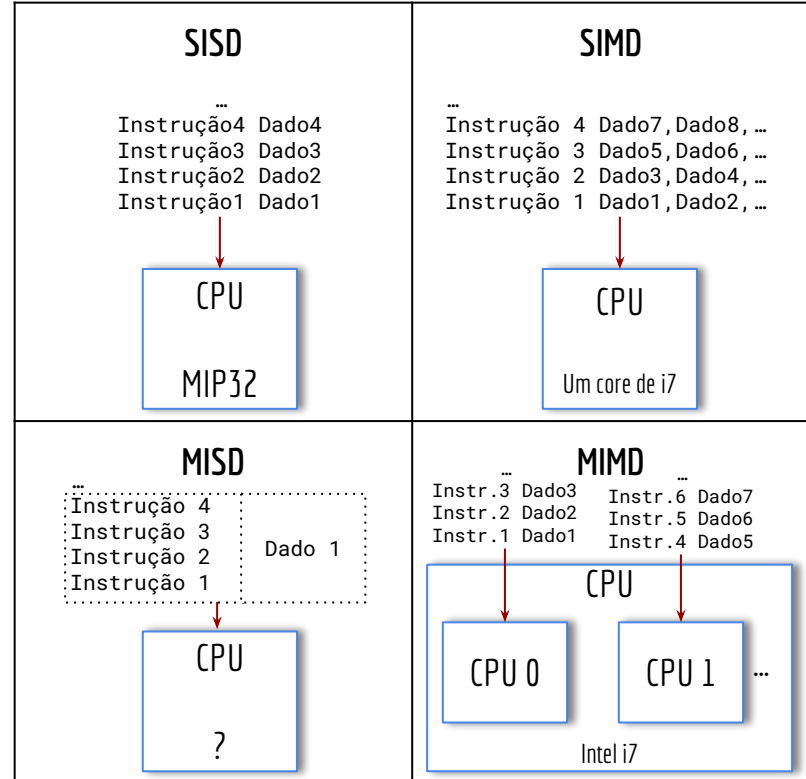 SISD
…
Instrução4 Dado4
Instrução3 Dado3
Instrução2 Dado2
Instrução1 Dado1
CPU
MIP32
SIMD
…
Instrução 4 Dado7,Dado8,…
Instrução 3 Dado5,Dado6,…
Instrução 2 Dado3,Dado4,…
Instrução 1 Dado1,Dado2,…
CPU
Um core de i7
MISD
…
Instrução 4
Instrução 3
Instrução 2
Instrução 1
Dado 1
CPU
?
MIMD
…
Instr.3 Dado3
Instr.2 Dado2
Instr.1 Dado1
…
Instr.6 Dado7
Instr.5 Dado6
Instr.4 Dado5
CPU
CPU 0
CPU 1
…
Intel i7